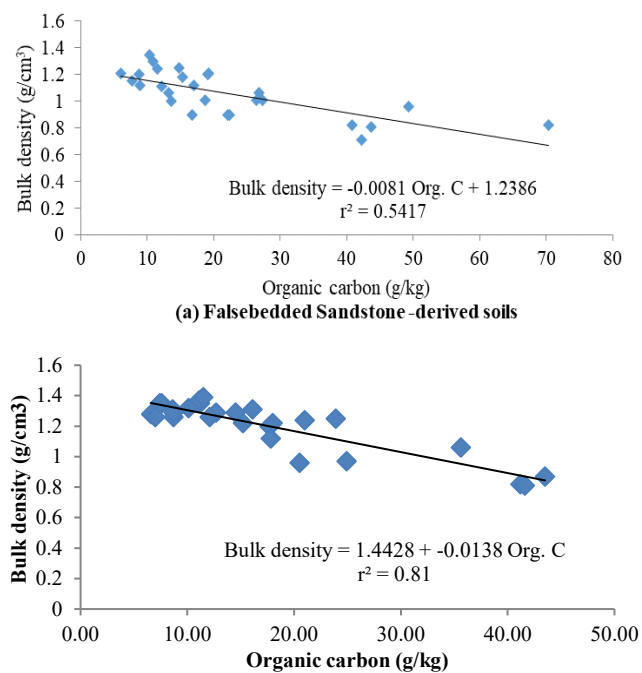 1.6
1.4
1.2
1
0.8
0.6
0.4
0.2
0
Bulk density (g/cm³)
Bulk density = -0.0081 Org. C + 1.2386
r² = 0.5417
0 10 20 30 40 50 60 70 80
Organic carbon (g/kg)
(a) Falsebedded Sandstone -derived soils
1.6
1.4
1.2
1
0.8
0.6
0.4
0.2
0
Bulk density (g/cm3)
Bulk density = 1.4428 + -0.0138 Org. C
r² = 0.81
0.00 10.00 20.00 30.00 40.00 50.00
Organic carbon (g/kg)